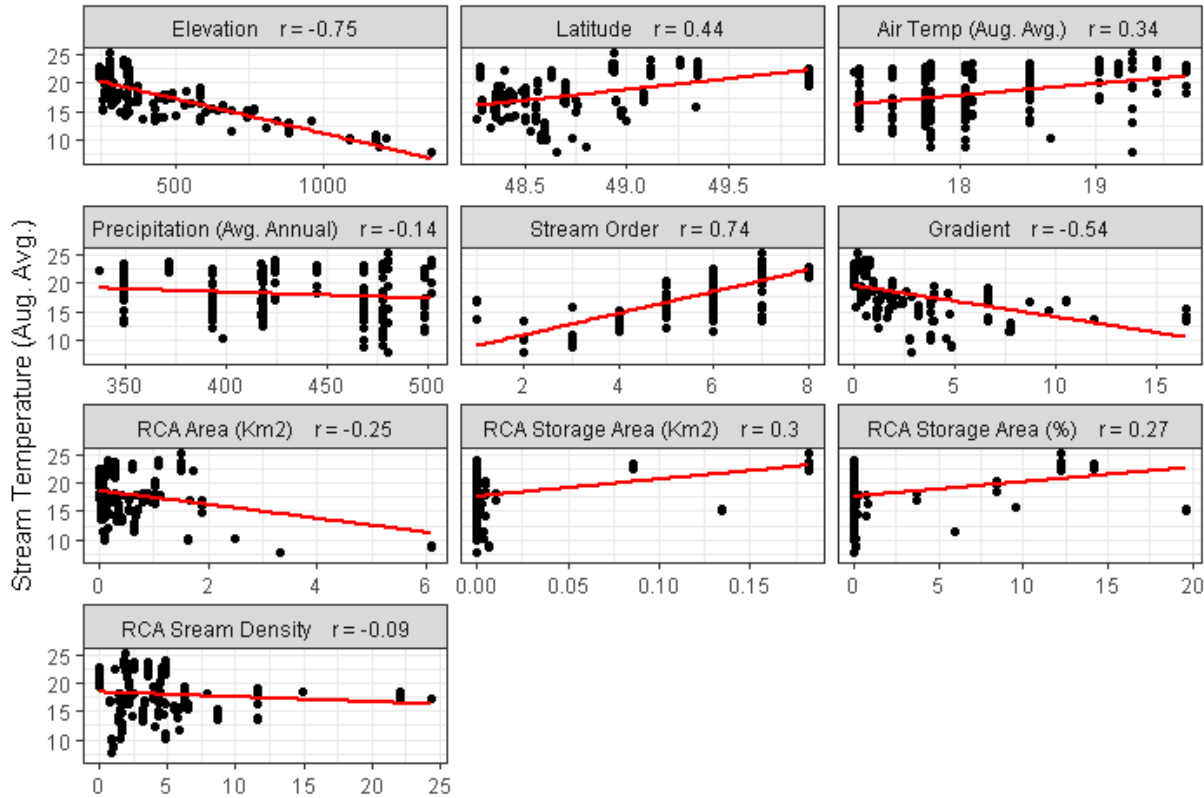 Elevation r = -0.75
Latitude r = 0.44
Air Temp (Aug. Avg.) r = 0.34
25
20
15
10
500 1000
48.5 49.0 49.5
18 19
Precipitation (Avg. Annual) r = -0.14
Stream Order r = 0.74
Gradient r = -0.54
25
20
15
10
350 400 450 500
2 4 6 8
0 5 10 15
Stream Temperature (Aug. Avg.)
RCA Area (Km2) r = -0.25
RCA Storage Area (Km2) r = 0.3
RCA Storage Area (%) r = 0.27
25
20
15
10
0 2 4 6
0.00 0.05 0.10 0.15
0 5 10 15 20
RCA Sream Density r = -0.09
25
20
15
10
0 5 10 15 20 25